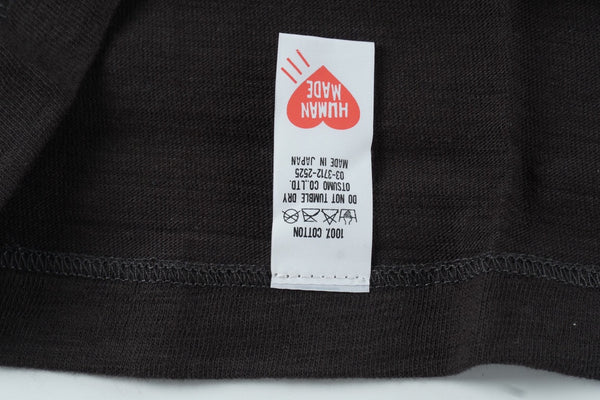 100% COTTON
DO NOT TUMBLE DRY
OTSUMO CO.,LTD.
03-3712-2525
MADE IN JAPAN
HUMAN
MADE